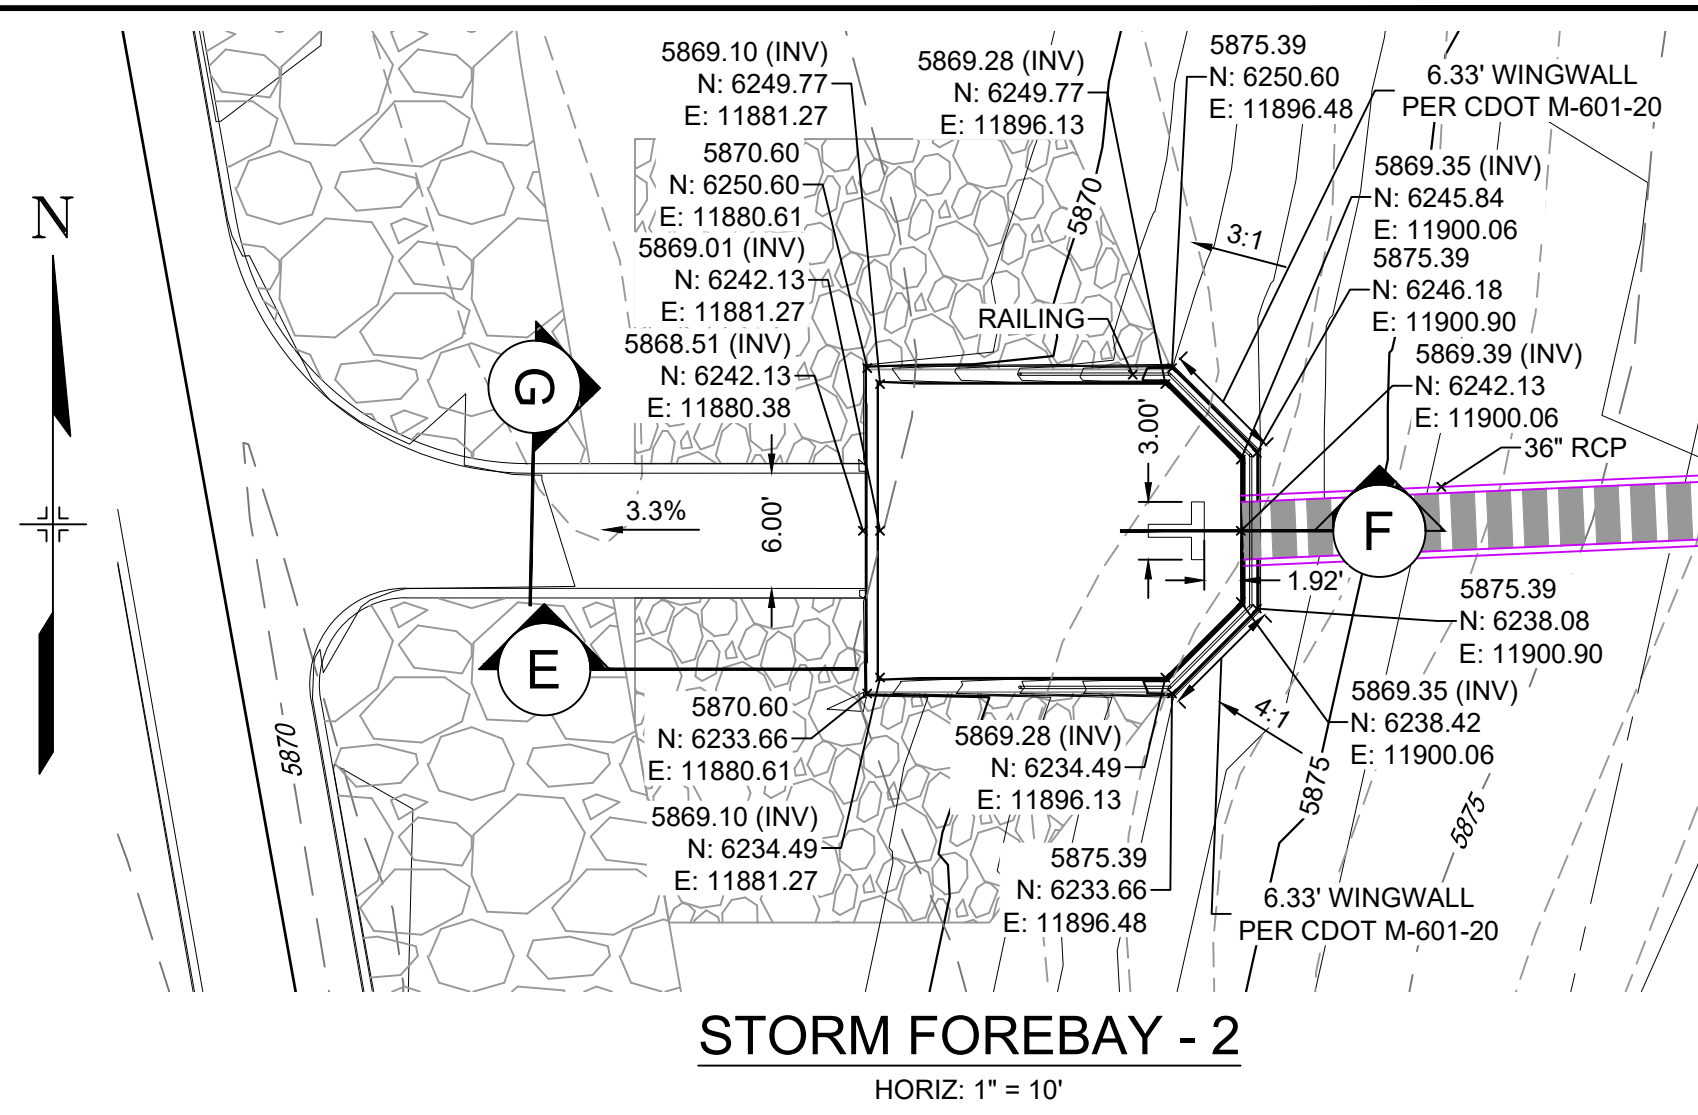 5869.10 (INV)
N: 6249.77
E: 11881.27
5870.60
N: 6250.60
E: 11880.61
5869.01 (INV)
N: 6242.13
E: 11881.27
5868.51 (INV)
N: 6242.13
E: 11880.38
5869.28 (INV)
N: 6249.77
E: 11896.13
5875.39
N: 6250.60
E: 11896.48
6.33' WINGWALL
PER CDOT M-601-20
5869.35 (INV)
N: 6245.84
E: 11900.06
5875.39
N: 6246.18
E: 11900.90
5869.39 (INV)
N: 6242.13
E: 11900.06
36" RCP
N
5870
3:1
RAILING
G
3.00'
3.3%
6.00'
F
1.92'
E
5875.39
N: 6238.08
E: 11900.90
5869.35 (INV)
N: 6238.42
E: 11900.06
4:1
5870
5875
5875
5870.60
N: 6233.66
E: 11880.61
5869.10 (INV)
N: 6234.49
E: 11881.27
5869.28 (INV)
N: 6234.49
E: 11896.13
5875.39
N: 6233.66
E: 11896.48
6.33' WINGWALL
PER CDOT M-601-20
STORM FOREBAY - 2
HORIZ: 1" = 10'